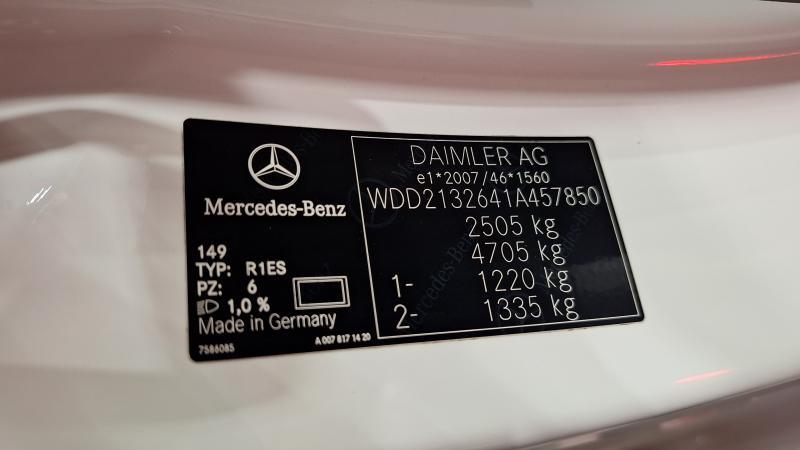 Mercedes-Benz
149
TYP: R1ES
PZ: 6
1,0 %
Made in Germany
7586085
A 007 817 14 20
DAIMLER AG
e1*2007/46*1560
WDD2132641A457850
2505 kg
4705 kg
1- 1220 kg
2- 1335 kg